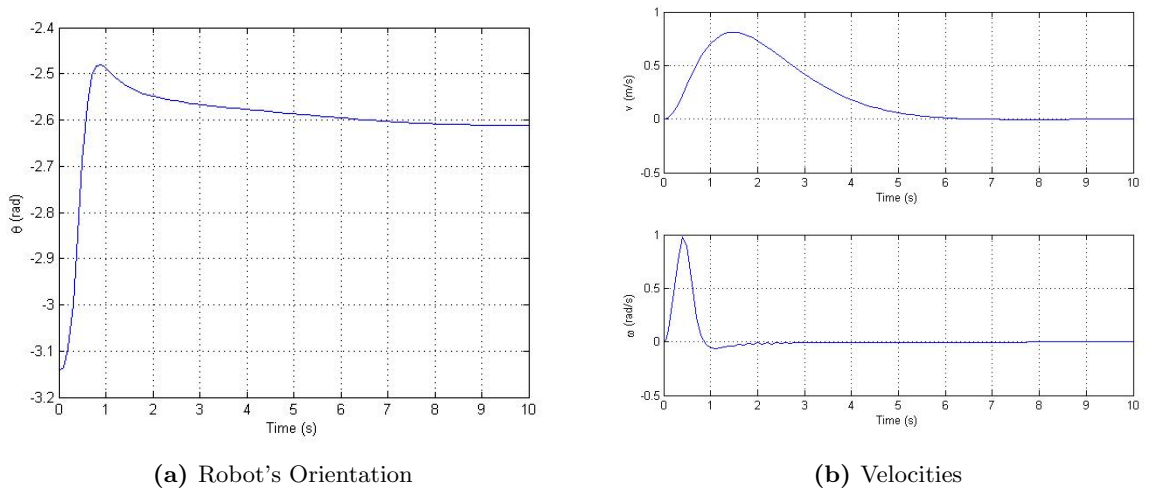 -2.4
-2.5
-2.6
-2.7
-2.8
-2.9
-3
-3.1
-3.2
θ (rad)
0 1 2 3 4 5 6 7 8 9 10
Time (s)
(a) Robot's Orientation
1
0.5
0
-0.5
v (m/s)
0 1 2 3 4 5 6 7 8 9 10
Time (s)
1
0.5
0
-0.5
ω (rad/s)
0 1 2 3 4 5 6 7 8 9 10
Time (s)
(b) Velocities